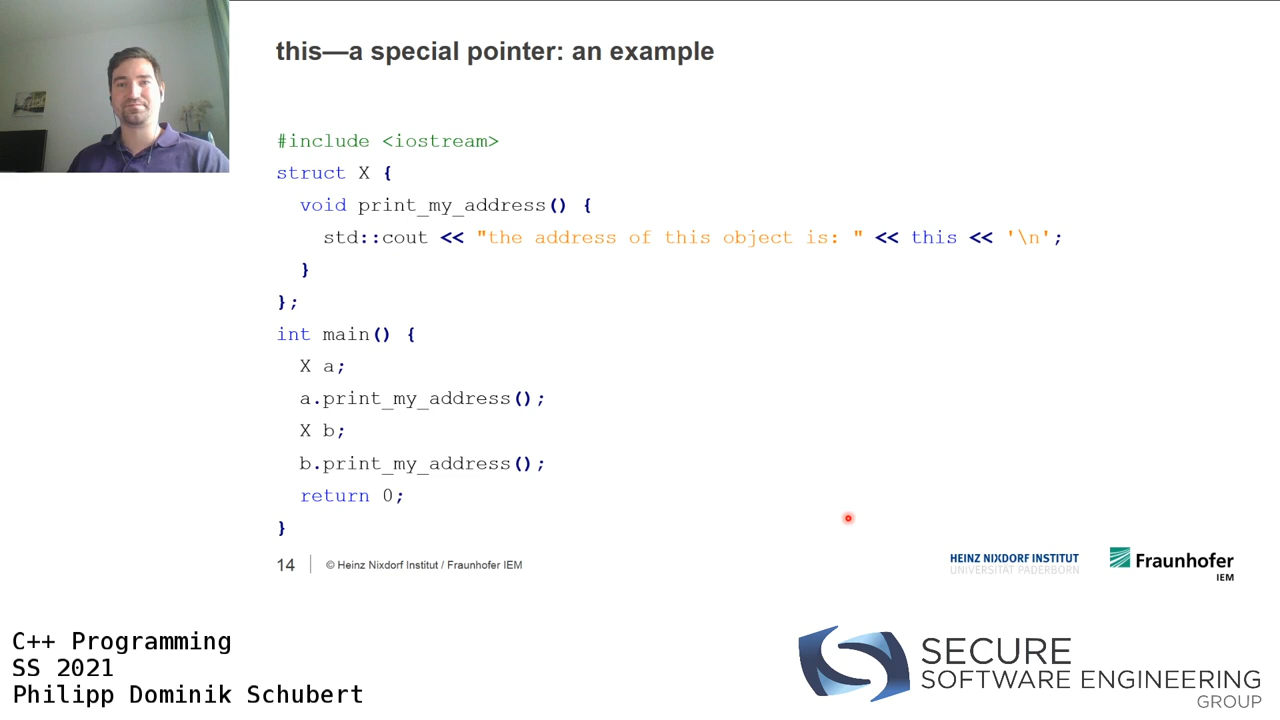 this—a special pointer: an example
#include <iostream>
struct X {
  void print_my_address() {
    std::cout << "the address of this object is: " << this << '\n';
  }
};
int main() {
  X a;
  a.print_my_address();
  X b;
  b.print_my_address();
  return 0;
}
14
© Heinz Nixdorf Institut / Fraunhofer IEM
HEINZ NIXDORF INSTITUT
UNIVERSITÄT PADERBORN
Fraunhofer
IEM
C++ Programming
SS 2021
Philipp Dominik Schubert
SECURE
SOFTWARE ENGINEERING
GROUP